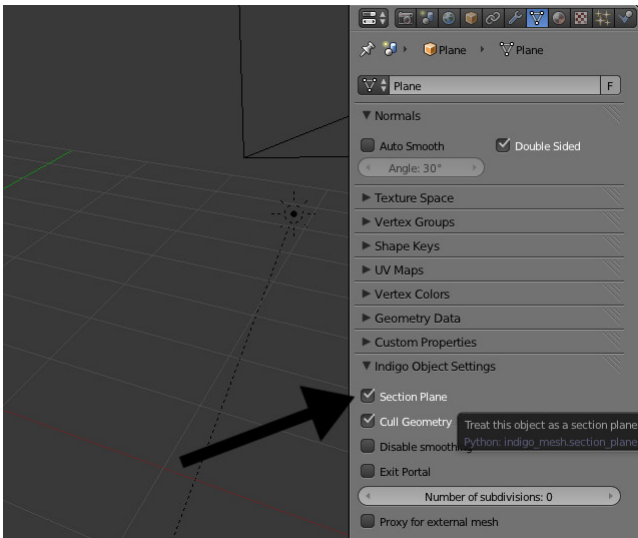 Plane
Plane
Plane
F
Normals
Auto Smooth
Double Sided
Angle: 30°
Texture Space
Vertex Groups
Shape Keys
UV Maps
Vertex Colors
Geometry Data
Custom Properties
Indigo Object Settings
Section Plane
Cull Geometry
Treat this object as a section plane
Disable smoothing
Python: indigo_mesh.section_plane
Exit Portal
Number of subdivisions: 0
Proxy for external mesh